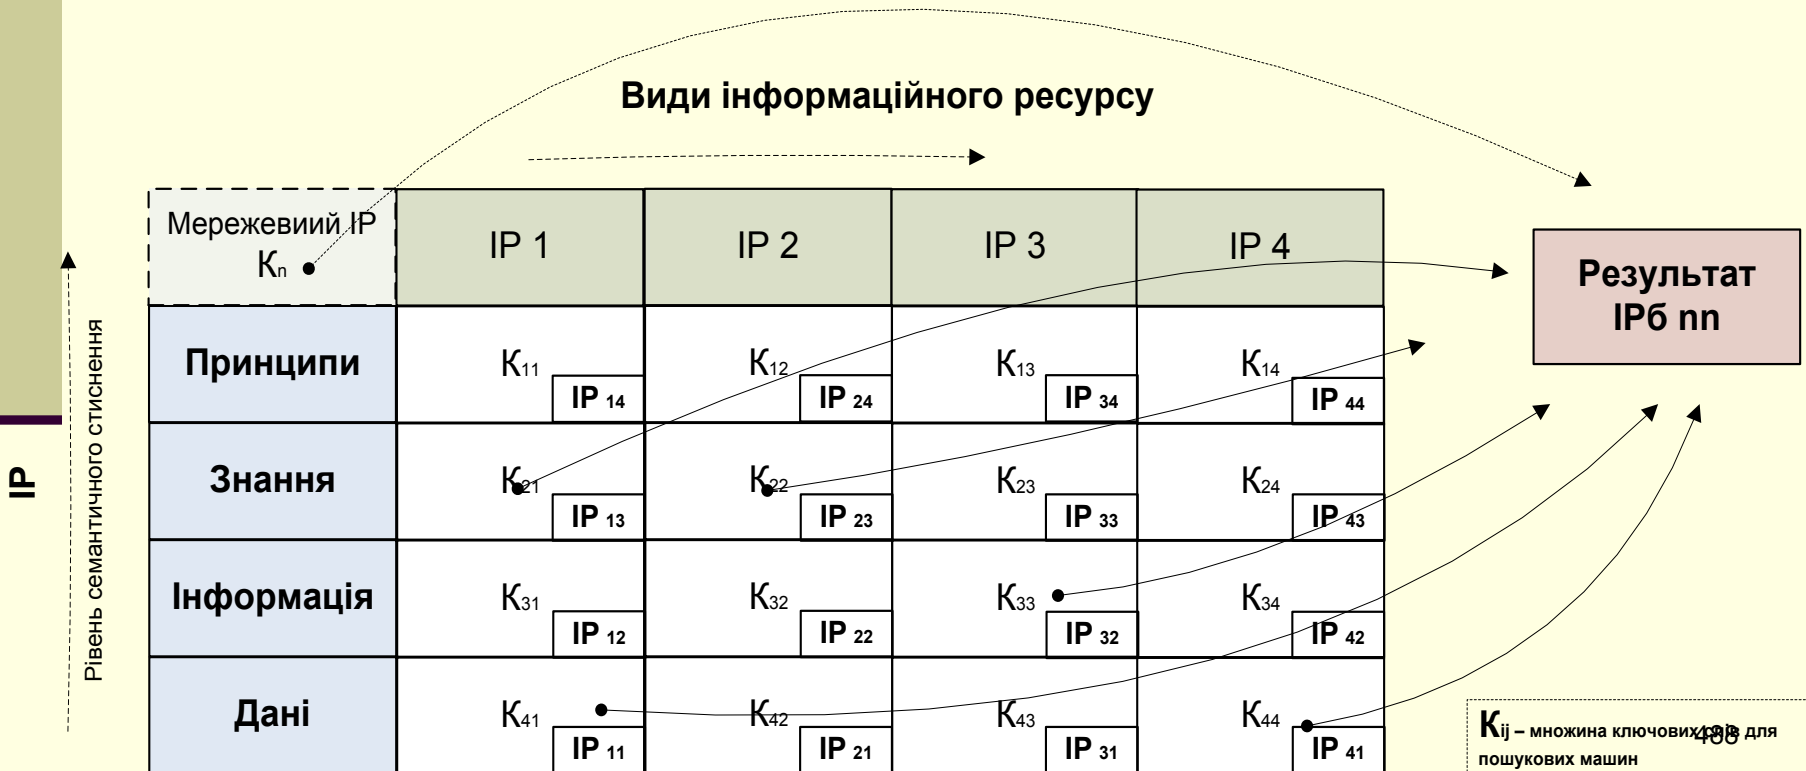 Види інформаційного ресурсу
Мережевиий ІР
Кn
ІР 1
ІР 2
ІР 3
ІР 4
Результат
ІРб nn
Принципи
К11
ІР 14
К12
ІР 24
К13
ІР 34
К14
ІР 44
Знання
К21
ІР 13
К22
ІР 23
К23
ІР 33
К24
ІР 43
Інформація
К31
ІР 12
К32
ІР 22
К33
ІР 32
К34
ІР 42
Дані
К41
ІР 11
К42
ІР 21
К43
ІР 31
К44
ІР 41
ІР
Рівень семантичного стиснення
Кij – множина ключових слів для
пошукових машин
488